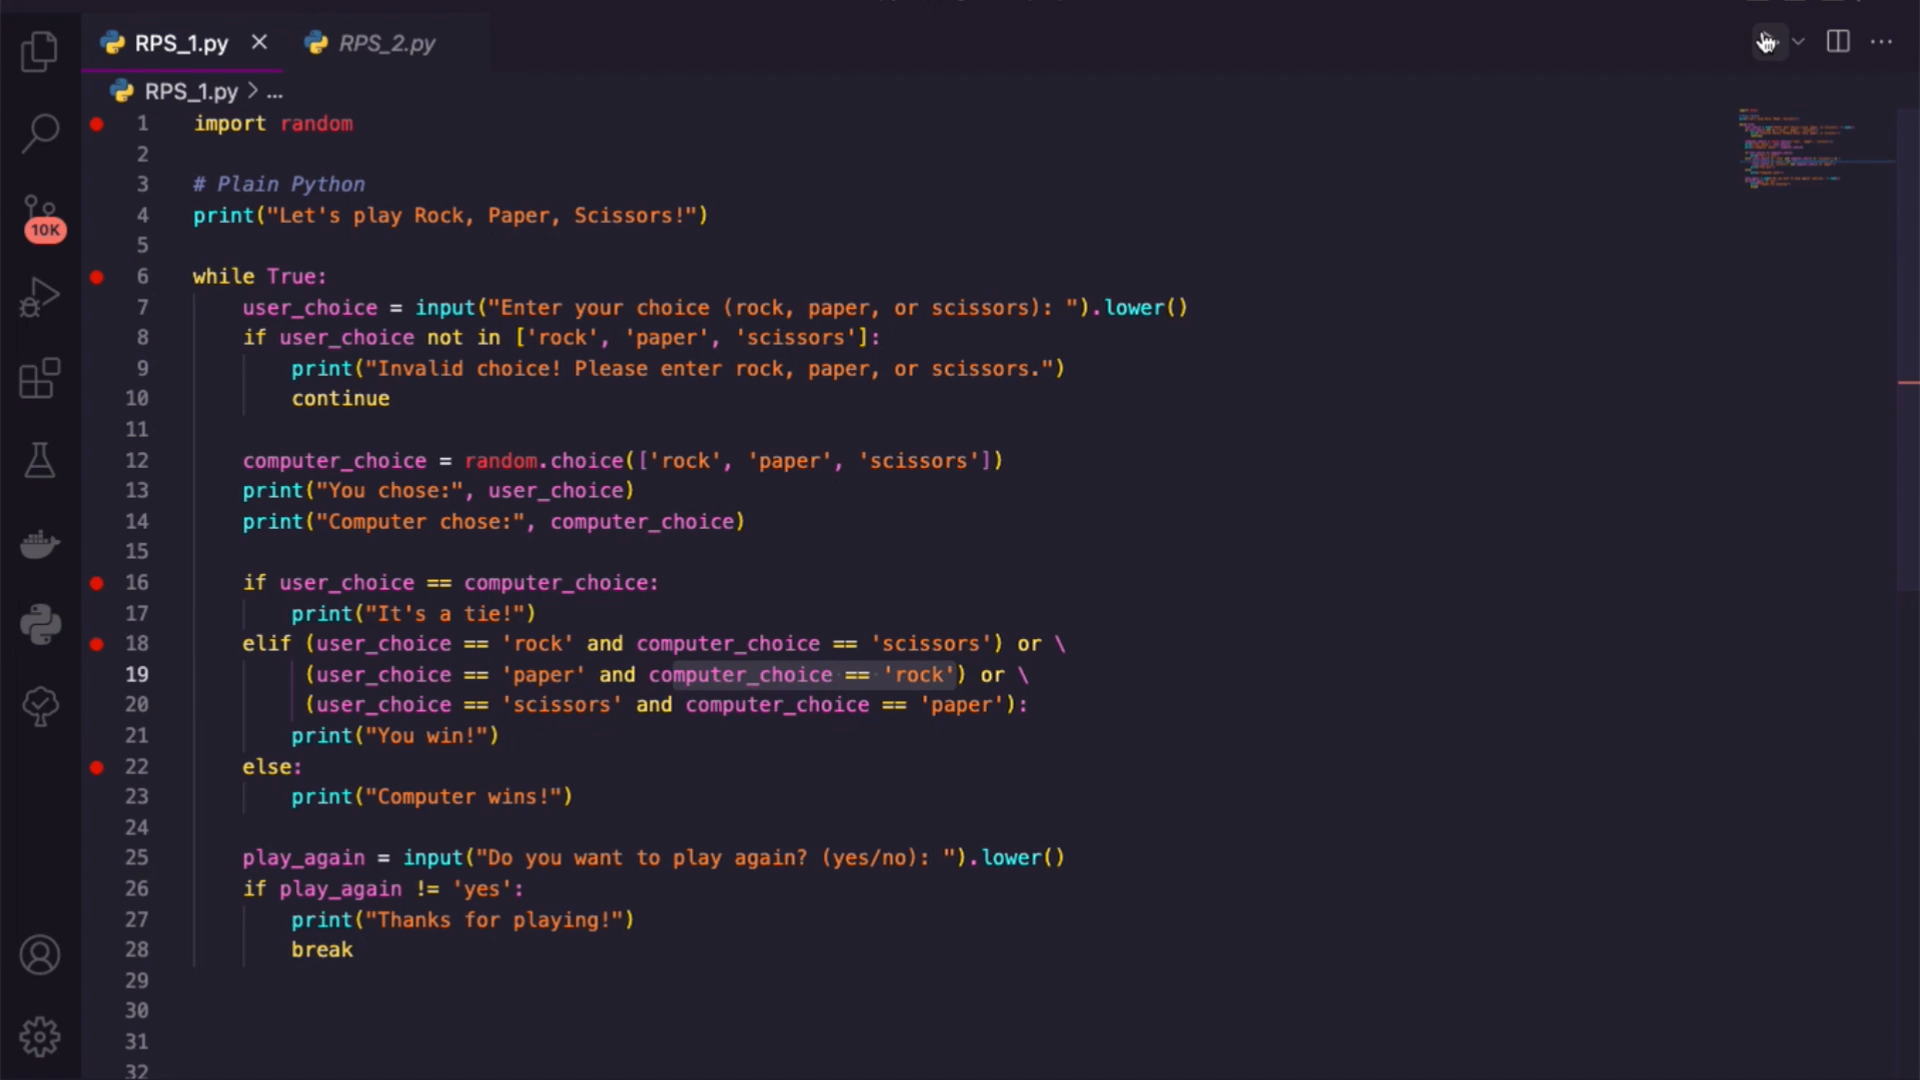 RPS_1.py
RPS_2.py
RPS_1.py > ...
1 import random
2
3 # Plain Python
4 print("Let's play Rock, Paper, Scissors!")
5
6 while True:
7 user_choice = input("Enter your choice (rock, paper, or scissors): ").lower()
8 if user_choice not in ['rock', 'paper', 'scissors']:
9 print("Invalid choice! Please enter rock, paper, or scissors.")
10 continue
11
12 computer_choice = random.choice(['rock', 'paper', 'scissors'])
13 print("You chose:", user_choice)
14 print("Computer chose:", computer_choice)
15
16 if user_choice == computer_choice:
17 print("It's a tie!")
18 elif (user_choice == 'rock' and computer_choice == 'scissors') or \
19 (user_choice == 'paper' and computer_choice == 'rock') or \
20 (user_choice == 'scissors' and computer_choice == 'paper'):
21 print("You win!")
22 else:
23 print("Computer wins!")
24
25 play_again = input("Do you want to play again? (yes/no): ").lower()
26 if play_again != 'yes':
27 print("Thanks for playing!")
28 break
29
30
31
32
10K